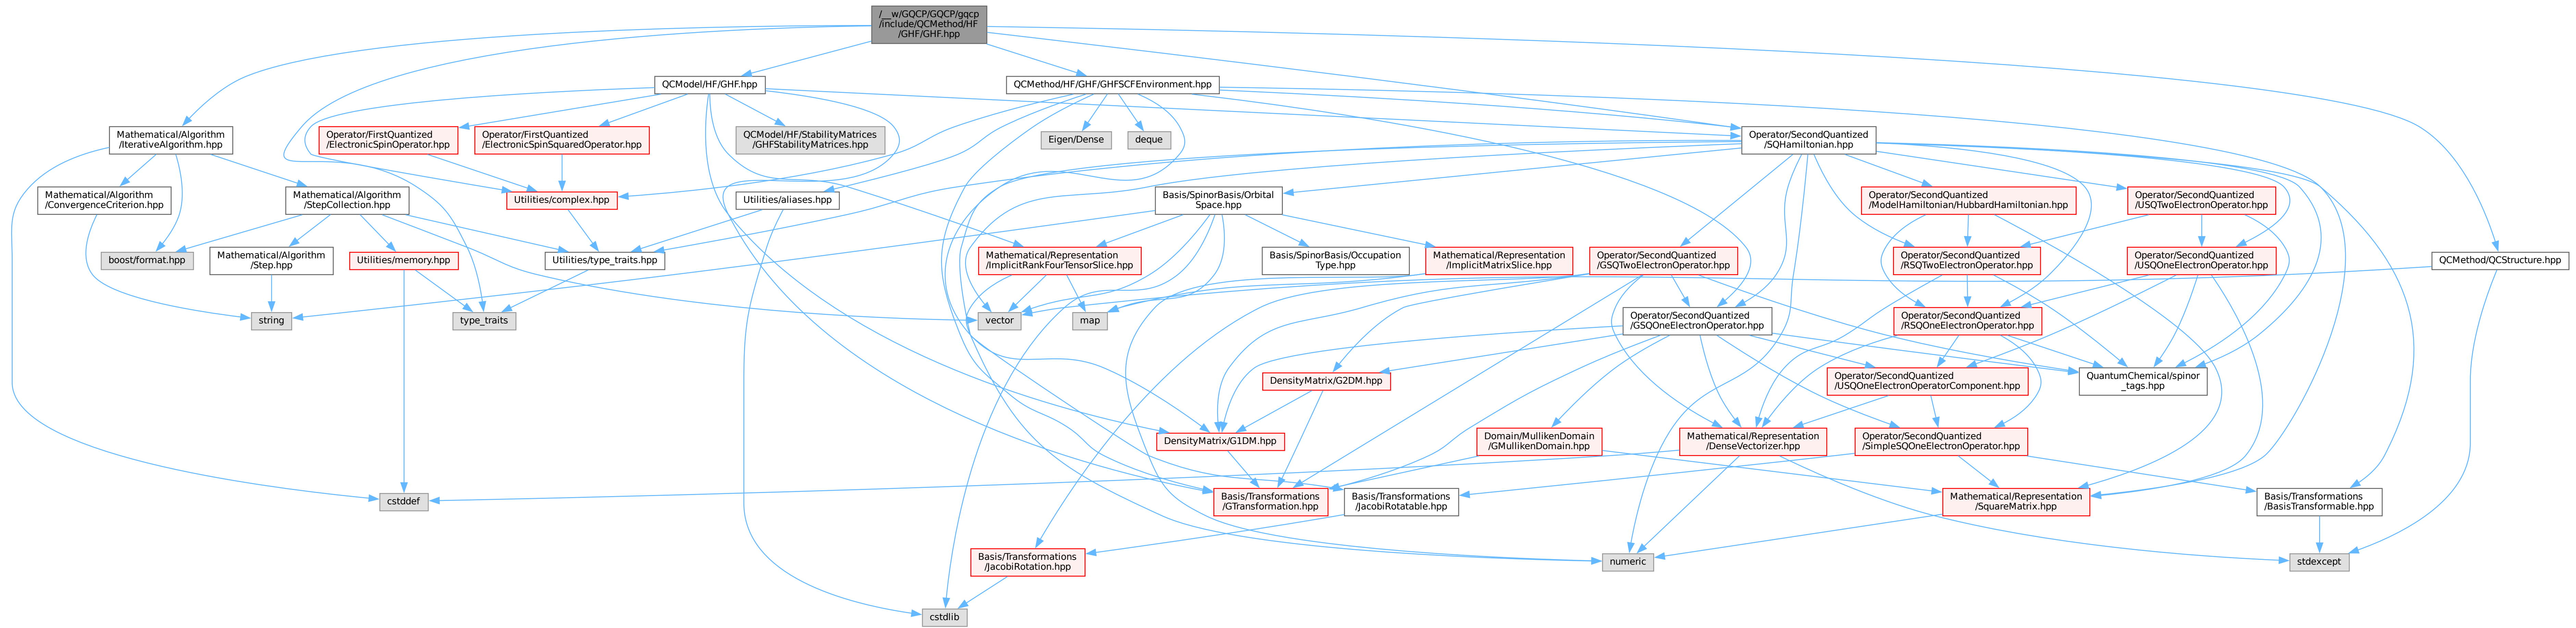 /__w/GQCP/GQCP/gqcp
/include/QCMethod/HF
/GHF/GHF.hpp
QCModel/HF/GHF.hpp
QCMethod/HF/GHF/GHFSCFEnvironment.hpp
Mathematical/Algorithm
/IterativeAlgorithm.hpp
Operator/FirstQuantized
/ElectronicSpinOperator.hpp
Operator/FirstQuantized
/ElectronicSpinSquaredOperator.hpp
QCModel/HF/StabilityMatrices
/GHFStabilityMatrices.hpp
Eigen/Dense
deque
Operator/SecondQuantized
/SQHamiltonian.hpp
Mathematical/Algorithm
/ConvergenceCriterion.hpp
Mathematical/Algorithm
/StepCollection.hpp
Utilities/complex.hpp
Utilities/aliases.hpp
Basis/SpinorBasis/Orbital
Space.hpp
Operator/SecondQuantized
/ModelHamiltonian/HubbardHamiltonian.hpp
Operator/SecondQuantized
/USQTwoElectronOperator.hpp
boost/format.hpp
Mathematical/Algorithm
/Step.hpp
Utilities/memory.hpp
Utilities/type_traits.hpp
Mathematical/Representation
/ImplicitRankFourTensorSlice.hpp
Basis/SpinorBasis/Occupation
Type.hpp
Mathematical/Representation
/ImplicitMatrixSlice.hpp
Operator/SecondQuantized
/GSQTwoElectronOperator.hpp
Operator/SecondQuantized
/RSQTwoElectronOperator.hpp
Operator/SecondQuantized
/USQOneElectronOperator.hpp
QCMethod/QCStructure.hpp
string
type_traits
vector
map
Operator/SecondQuantized
/GSQOneElectronOperator.hpp
Operator/SecondQuantized
/RSQOneElectronOperator.hpp
DensityMatrix/G2DM.hpp
Operator/SecondQuantized
/USQOneElectronOperatorComponent.hpp
QuantumChemical/spinor
_tags.hpp
DensityMatrix/G1DM.hpp
Domain/MullikenDomain
/GMullikenDomain.hpp
Mathematical/Representation
/DenseVectorizer.hpp
Operator/SecondQuantized
/SimpleSQOneElectronOperator.hpp
cstddef
Basis/Transformations
/GTransformation.hpp
Basis/Transformations
/JacobiRotatable.hpp
Mathematical/Representation
/SquareMatrix.hpp
Basis/Transformations
/BasisTransformable.hpp
Basis/Transformations
/JacobiRotation.hpp
numeric
stdexcept
cstdlib